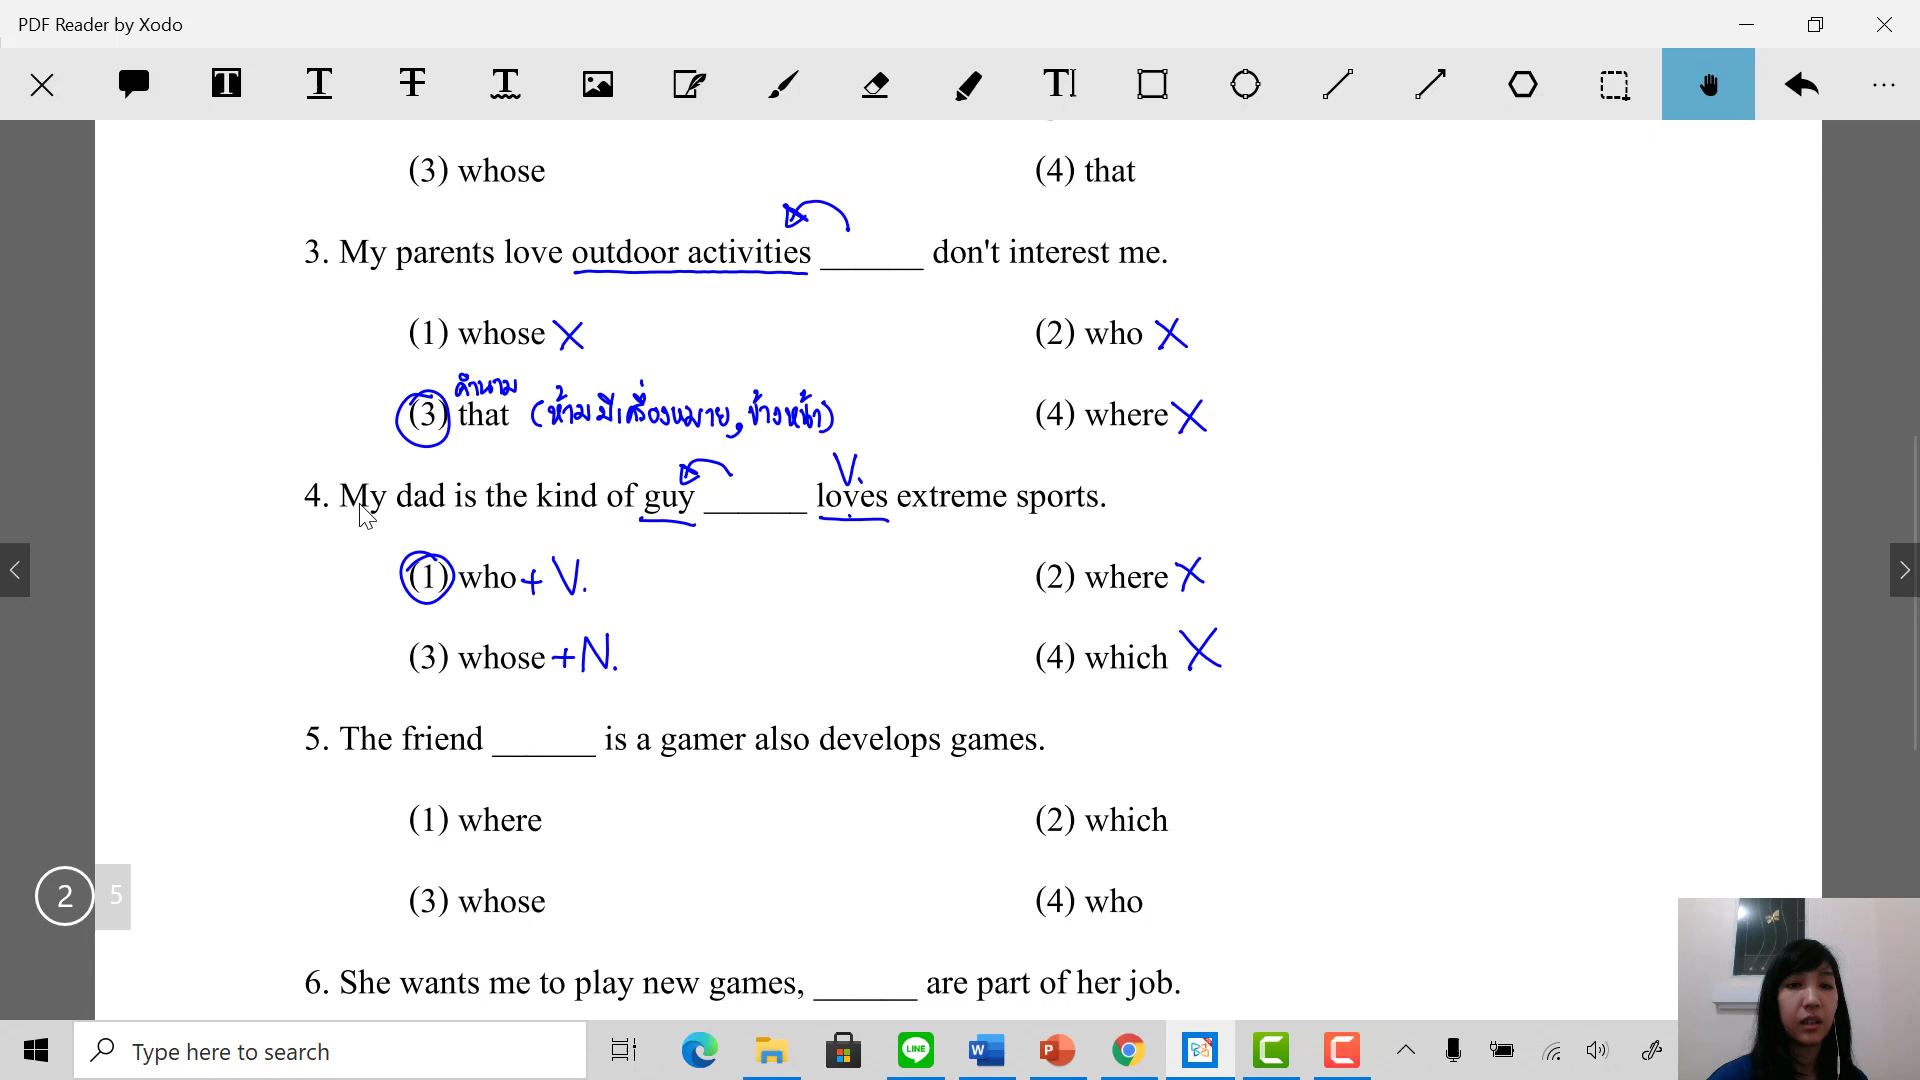 PDF Reader by Xodo
(3) whose (4) that
3. My parents love outdoor activities ______ don't interest me.
(1) whose X (2) who X
คำนาม
(3) that (ห้ามมีเครื่องหมาย , ข้างหน้า) (4) where X
V.
4. My dad is the kind of guy ______ loves extreme sports.
(1) who + V. (2) where X
(3) whose + N. (4) which X
5. The friend ______ is a gamer also develops games.
(1) where (2) which
(3) whose (4) who
2 5
6. She wants me to play new games, ______ are part of her job.
Type here to search